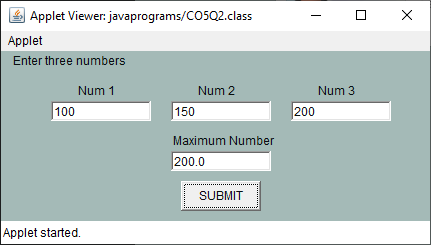 Applet Viewer: javaprograms/CO5Q2.class
Applet
Enter three numbers
Num 1 Num 2 Num 3
100 150 200
Maximum Number
200.0
SUBMIT
Applet started.